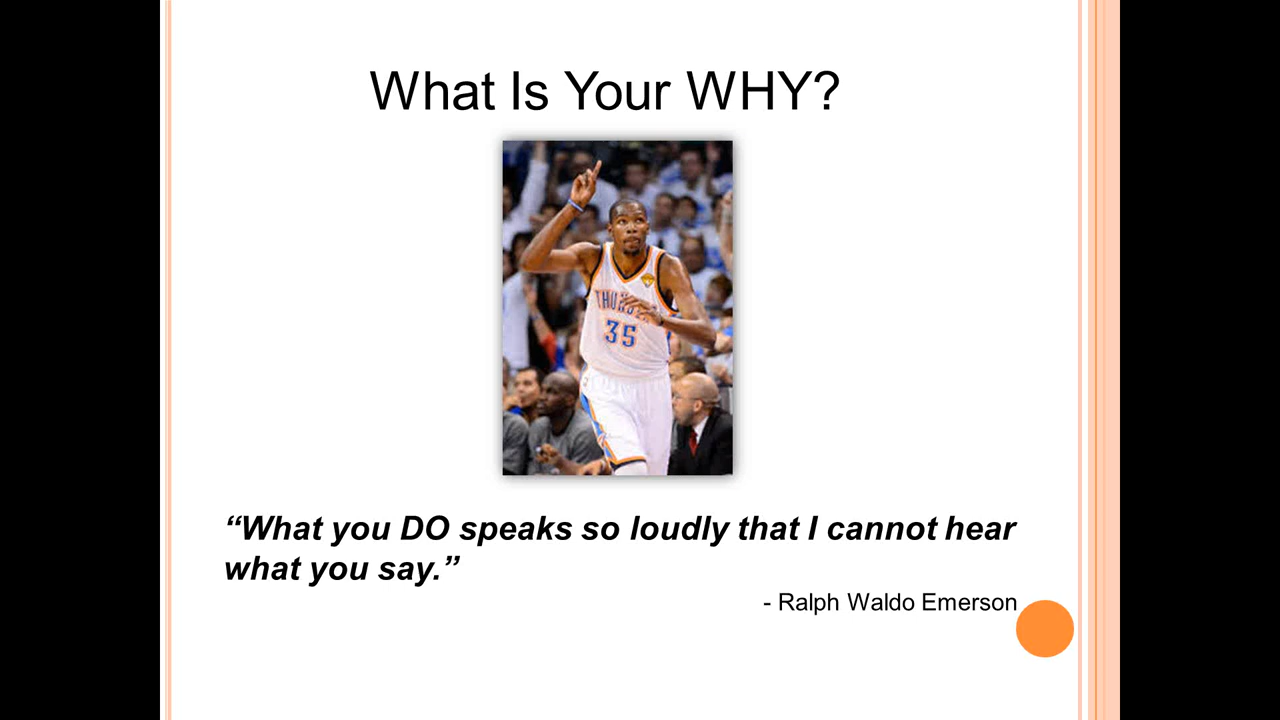 What Is Your WHY?
THUNDER
35
“What you DO speaks so loudly that I cannot hear
what you say.”
- Ralph Waldo Emerson